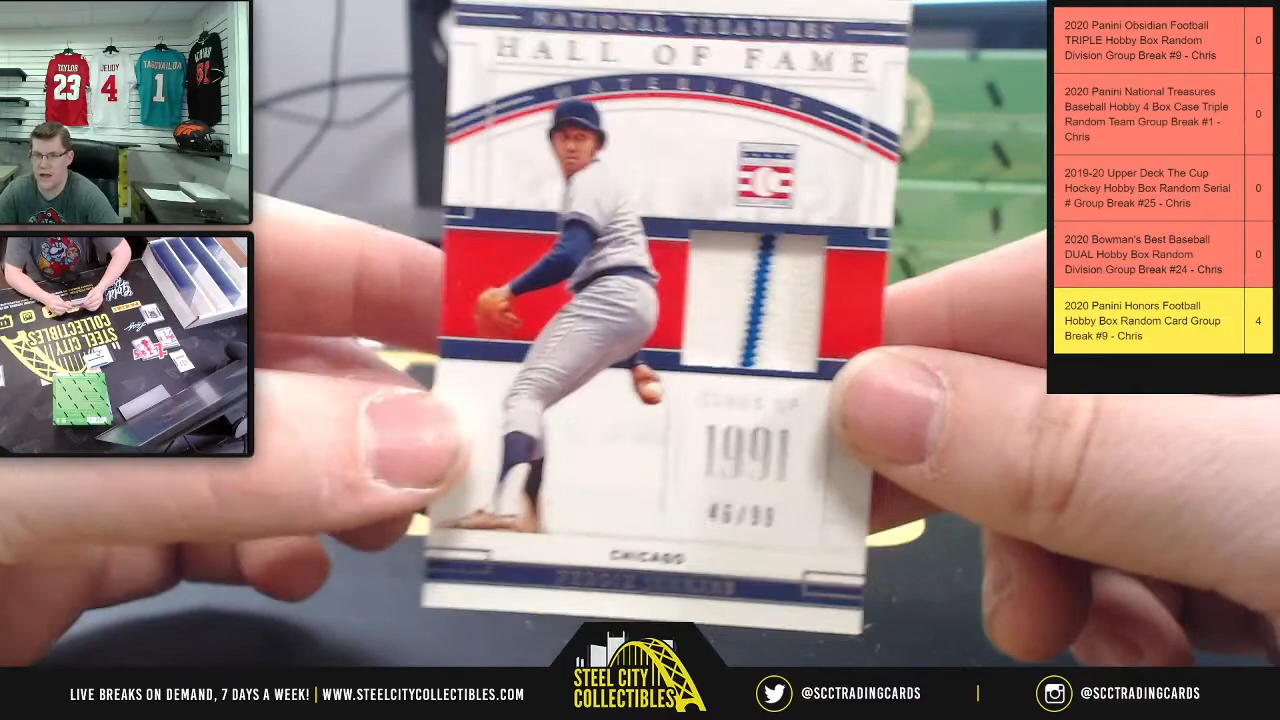 NATIONAL TREASURES
HALL OF FAME
MATERIALS
CLASS OF
1991
46/99
CHICAGO
TAYLOR
23
JEUDY
4
TAGOVAILOA
1
STEEL CITY
COLLECTIBLES
2020 Panini Obsidian Football
TRIPLE Hobby Box Random
Division Group Break #9 - Chris
0
2020 Panini National Treasures
Baseball Hobby 4 Box Case Triple
Random Team Group Break #1 -
Chris
0
2019-20 Upper Deck The Cup
Hockey Hobby Box Random Serial
# Group Break #25 - Chris
0
2020 Bowman's Best Baseball
DUAL Hobby Box Random
Division Group Break #24 - Chris
0
2020 Panini Honors Football
Hobby Box Random Card Group
Break #9 - Chris
4
LIVE BREAKS ON DEMAND, 7 DAYS A WEEK! | WWW.STEELCITYCOLLECTIBLES.COM
STEEL CITY
COLLECTIBLES
@SCCTRADINGCARDS
|
@SCCTRADINGCARDS